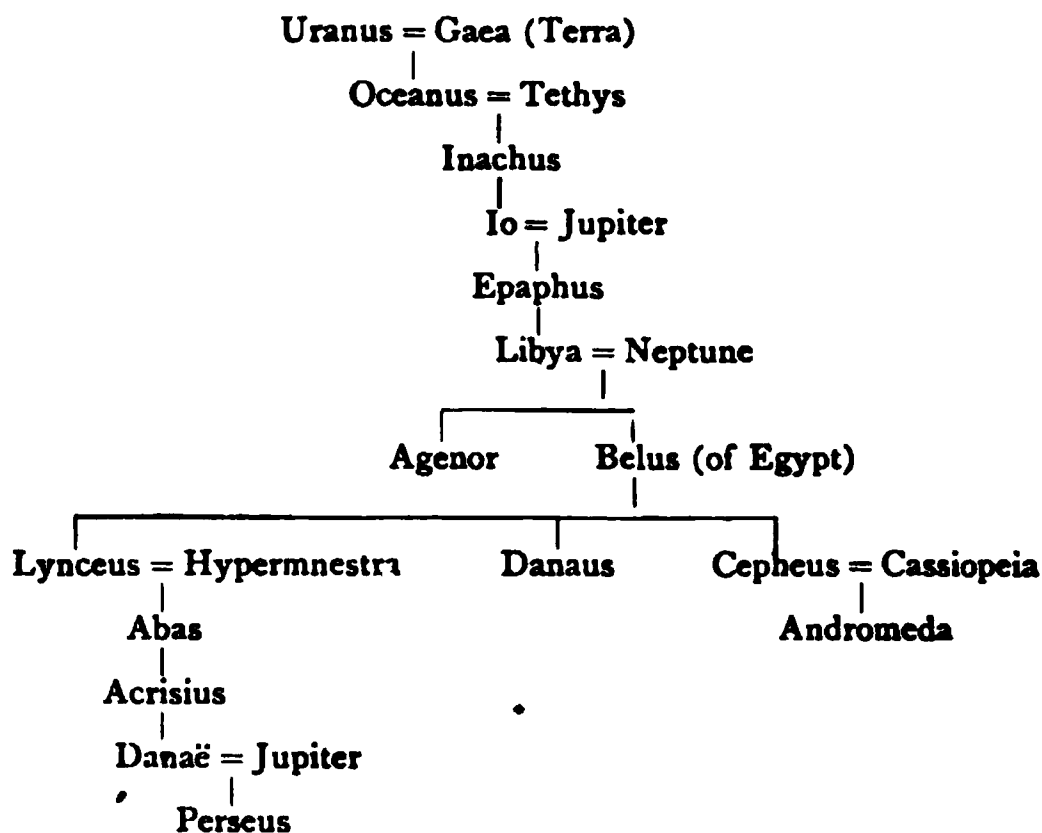 Uranus = Gaea (Terra)
Oceanus = Tethys
Inachus
Io = Jupiter
Epaphus
Libya = Neptune
Agenor Belus (of Egypt)
Lynceus = Hypermnestra Danaus Cepheus = Cassiopeia
Abas Andromeda
Acrisius
Danaë = Jupiter
Perseus